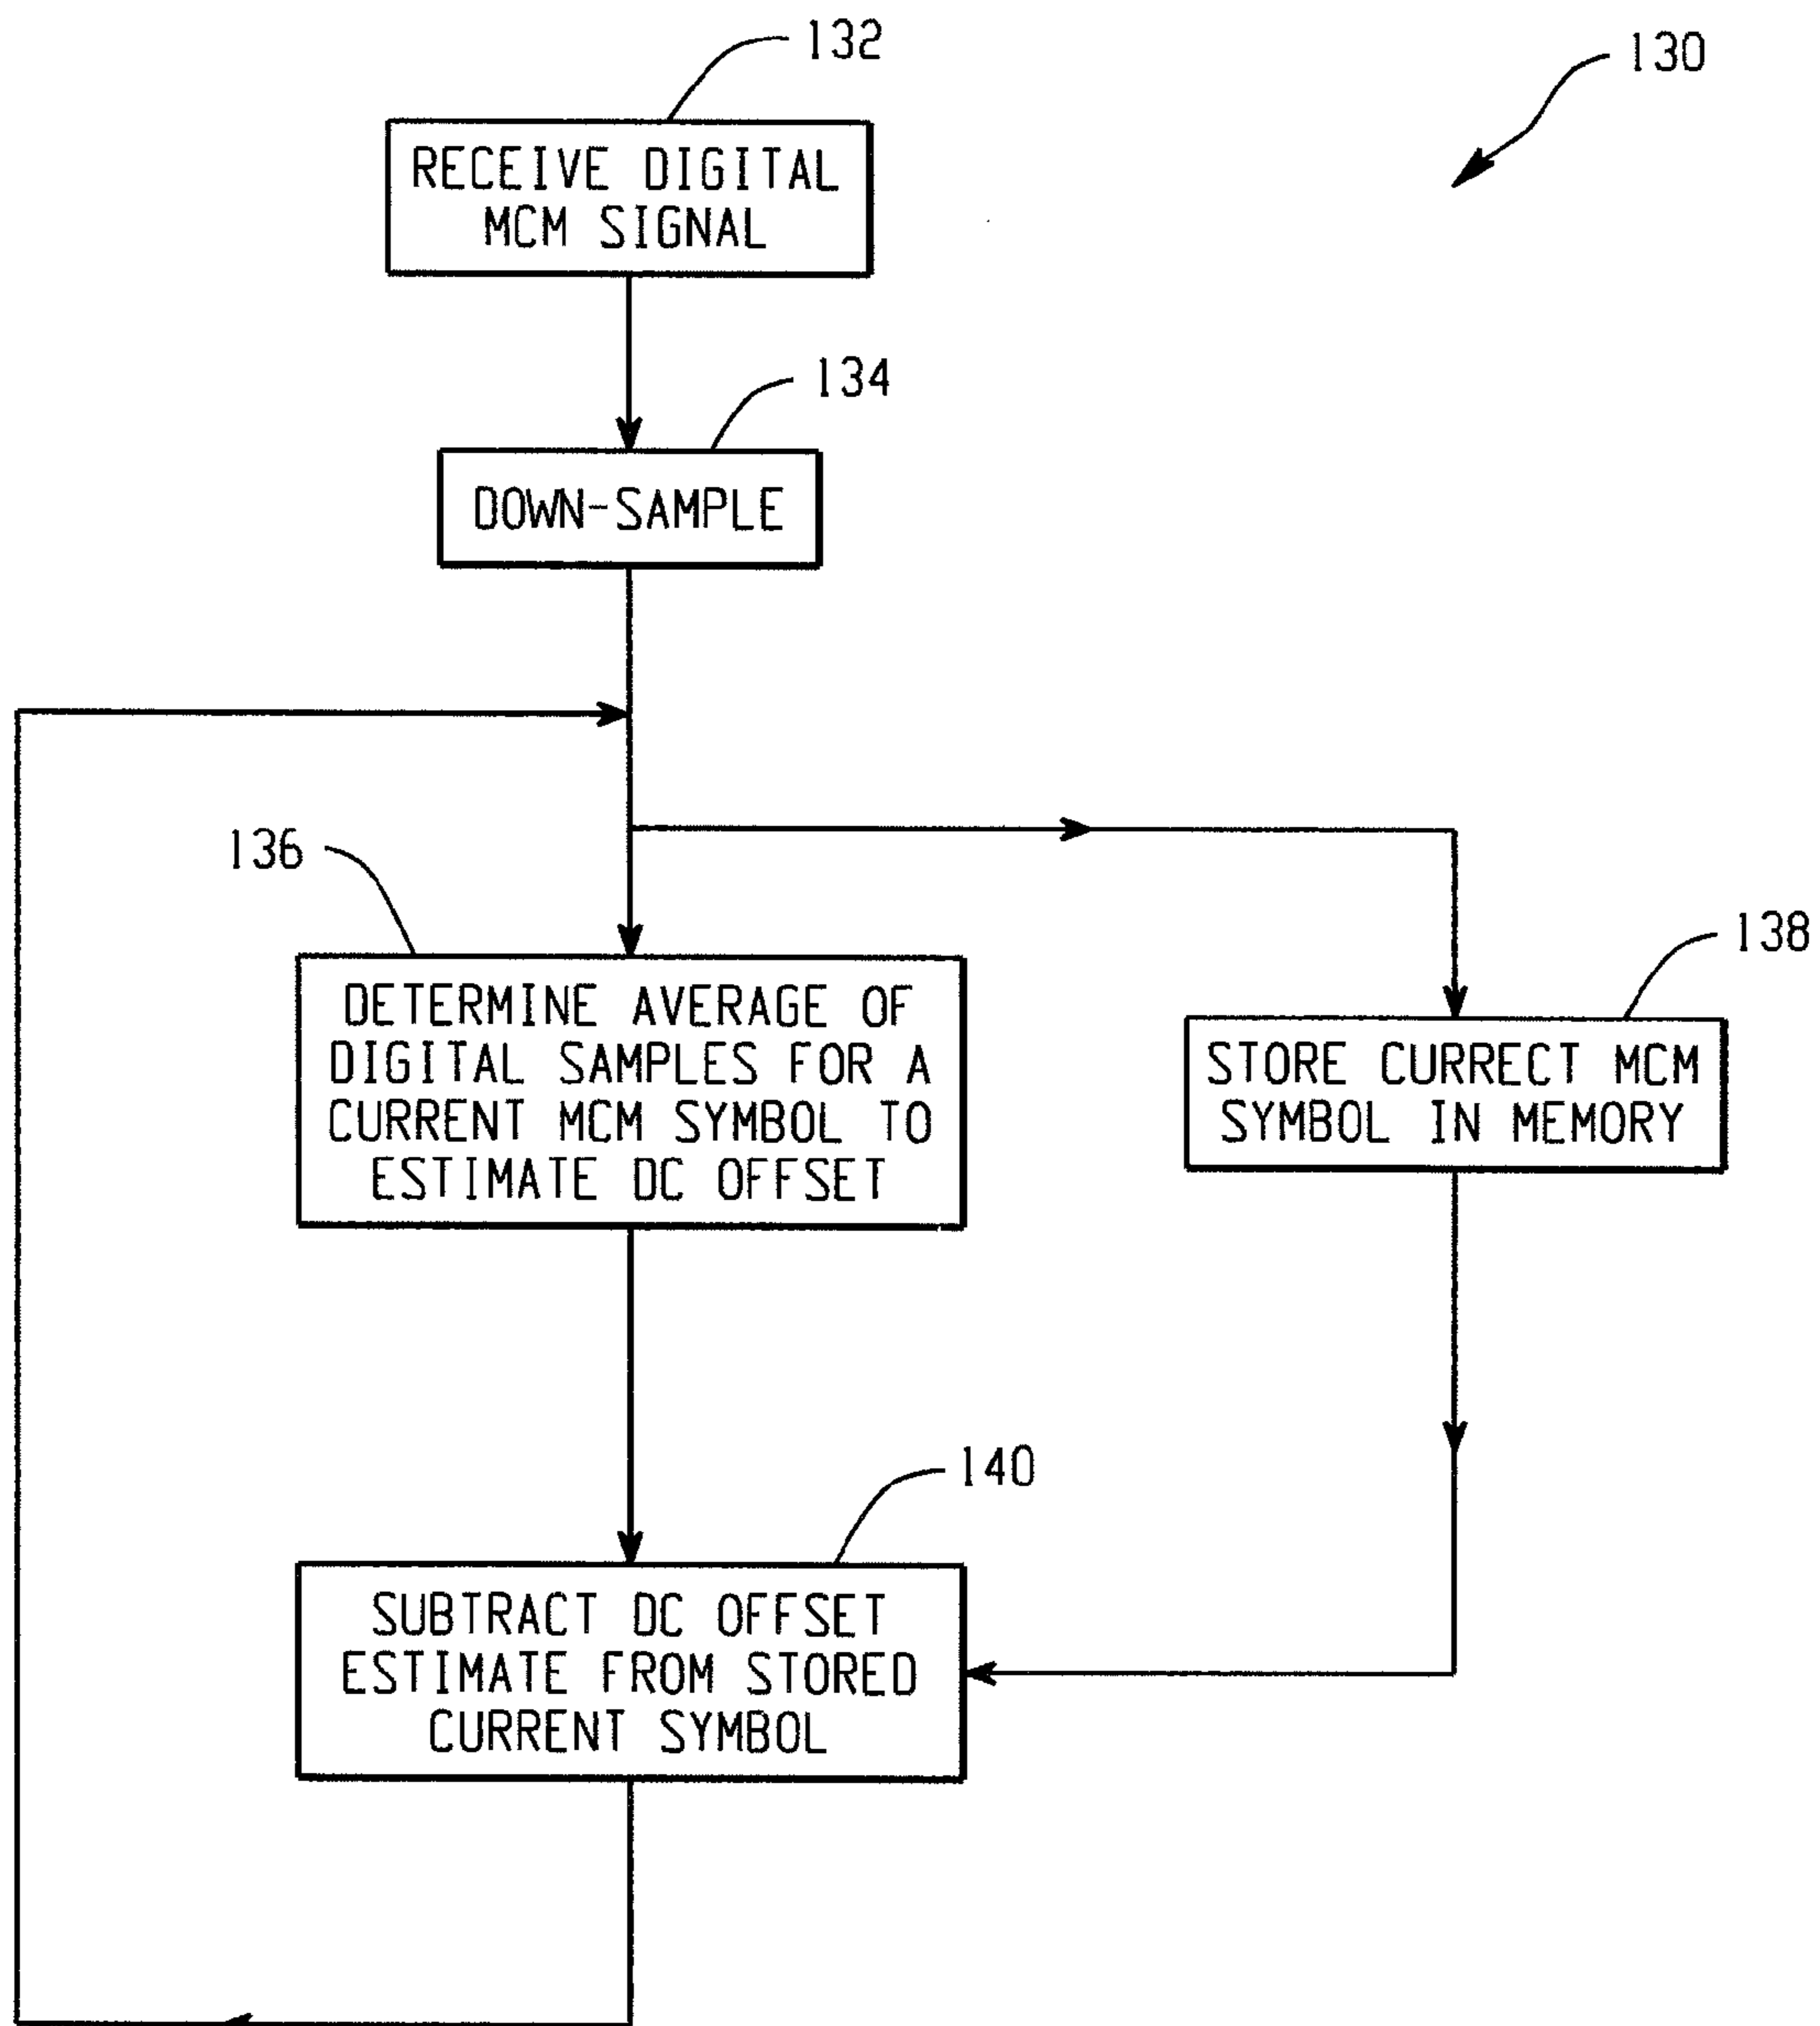 132
130
RECEIVE DIGITAL
MCM SIGNAL
134
DOWN-SAMPLE
136
138
DETERMINE AVERAGE OF
DIGITAL SAMPLES FOR A
CURRENT MCM SYMBOL TO
ESTIMATE DC OFFSET
STORE CURRECT MCM
SYMBOL IN MEMORY
140
SUBTRACT DC OFFSET
ESTIMATE FROM STORED
CURRENT SYMBOL